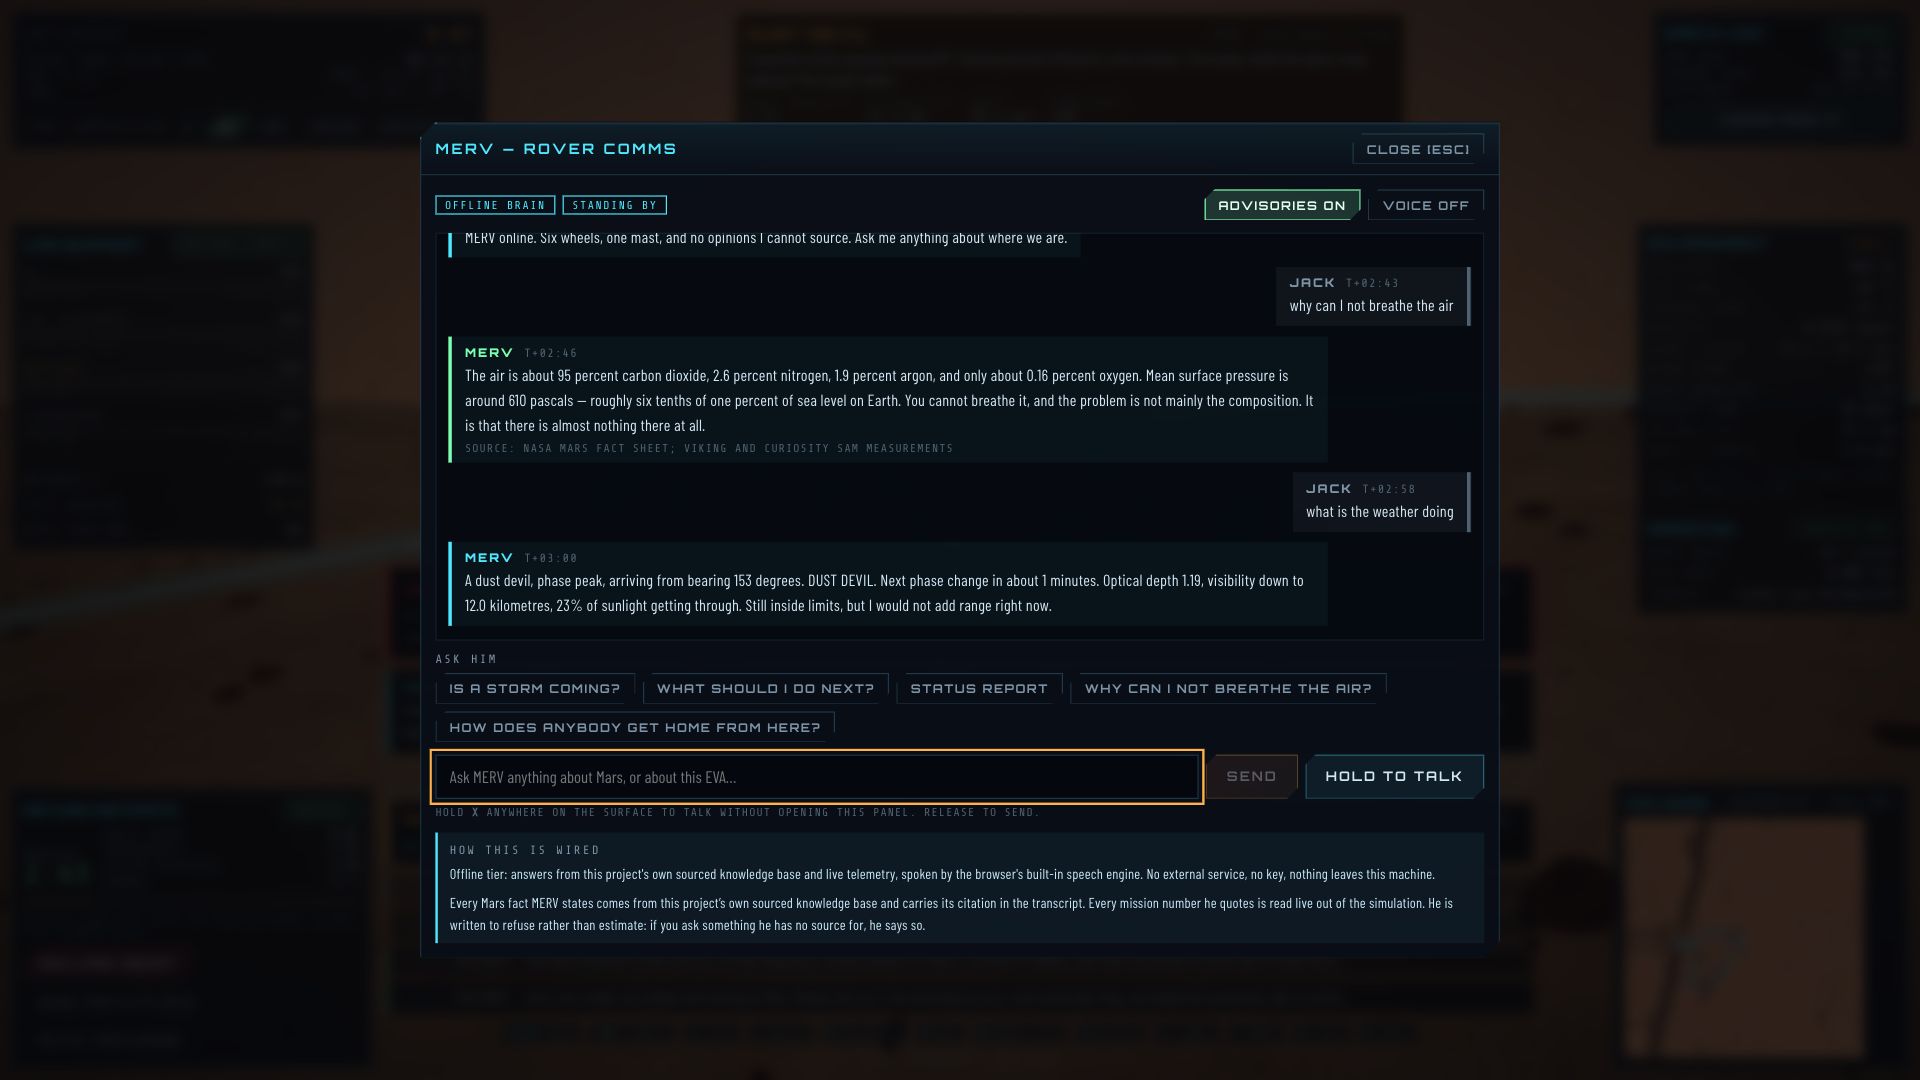 MERV – ROVER COMMS
CLOSE [ESC]
OFFLINE BRAIN
STANDING BY
ADVISORIES ON
VOICE OFF
MERV online. Six wheels, one mast, and no opinions I cannot source. Ask me anything about where we are.
JACK T+02:43
why can I not breathe the air
MERV T+02:46
The air is about 95 percent carbon dioxide, 2.6 percent nitrogen, 1.9 percent argon, and only about 0.16 percent oxygen. Mean surface pressure is
around 610 pascals — roughly six tenths of one percent of sea level on Earth. You cannot breathe it, and the problem is not mainly the composition. It
is that there is almost nothing there at all.
SOURCE: NASA MARS FACT SHEET; VIKING AND CURIOSITY SAM MEASUREMENTS
JACK T+02:58
what is the weather doing
MERV T+03:00
A dust devil, phase peak, arriving from bearing 153 degrees. DUST DEVIL. Next phase change in about 1 minutes. Optical depth 1.19, visibility down to
12.0 kilometres, 23% of sunlight getting through. Still inside limits, but I would not add range right now.
ASK HIM
IS A STORM COMING?
WHAT SHOULD I DO NEXT?
STATUS REPORT
WHY CAN I NOT BREATHE THE AIR?
HOW DOES ANYBODY GET HOME FROM HERE?
Ask MERV anything about Mars, or about this EVA...
SEND
HOLD TO TALK
HOLD X ANYWHERE ON THE SURFACE TO TALK WITHOUT OPENING THIS PANEL. RELEASE TO SEND.
HOW THIS IS WIRED
Offline tier: answers from this project's own sourced knowledge base and live telemetry, spoken by the browser's built-in speech engine. No external service, no key, nothing leaves this machine.
Every Mars fact MERV states comes from this project's own sourced knowledge base and carries its citation in the transcript. Every mission number he quotes is read live out of the simulation. He is
written to refuse rather than estimate: if you ask something he has no source for, he says so.